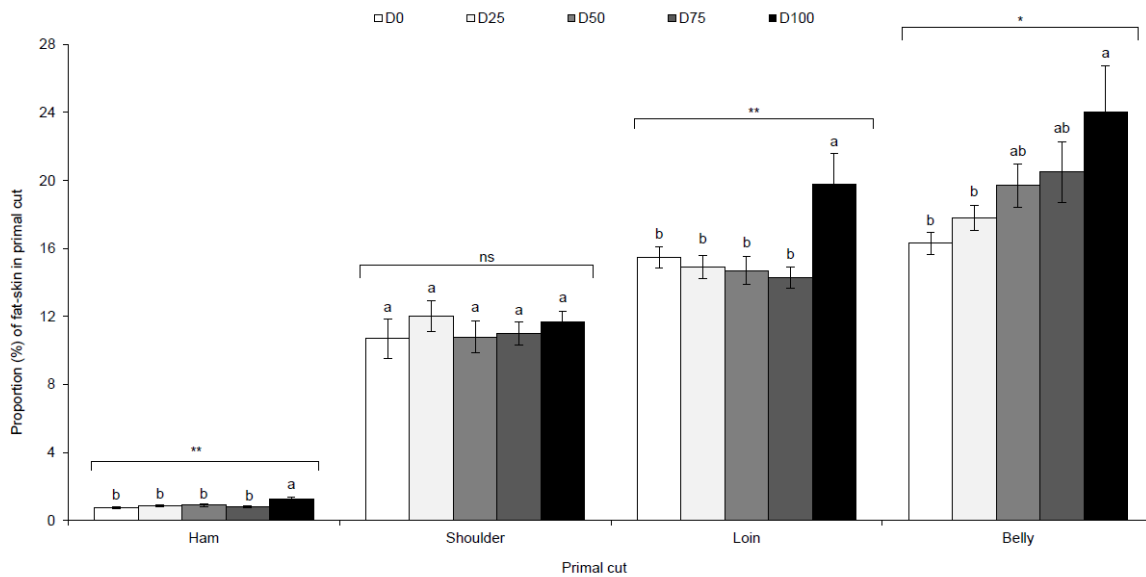 D0 D25 D50 D75 D100
28
24
20
16
12
8
4
0
Proportion (%) of fat-skin in primal cut
**
b b b b a
ns
a a a a a
**
b b b b a
*
b b ab ab a
Ham Shoulder Loin Belly
Primal cut